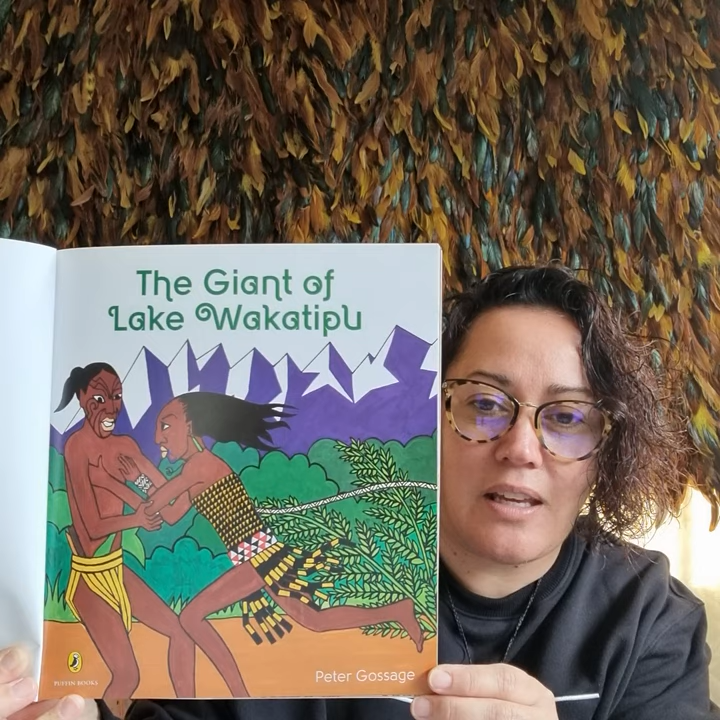 The Giant of
Lake Wakatipu
PUFFIN BOOKS
Peter Gossage